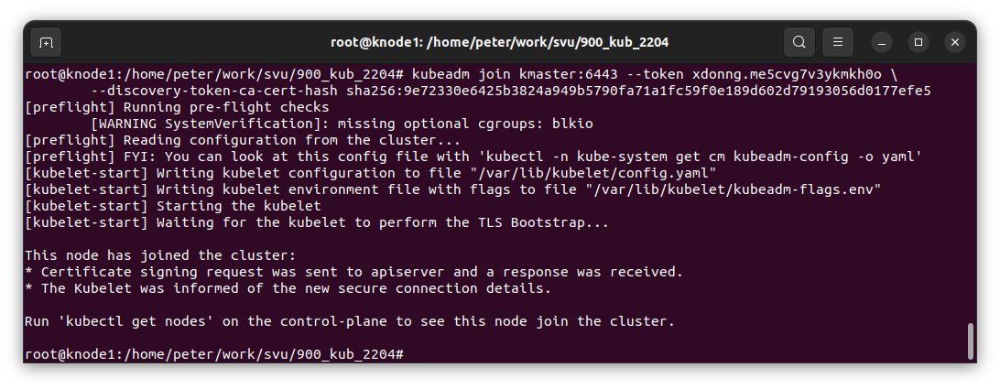 root@knode1: /home/peter/work/svu/900_kub_2204
root@knode1:/home/peter/work/svu/900_kub_2204# kubeadm join kmaster:6443 --token xdonng.me5cvg7v3ykmkh0o \
        --discovery-token-ca-cert-hash sha256:9e72330e6425b3824a949b5790fa71a1fc59f0e189d602d79193056d0177efe5
[preflight] Running pre-flight checks
        [WARNING SystemVerification]: missing optional cgroups: blkio
[preflight] Reading configuration from the cluster...
[preflight] FYI: You can look at this config file with 'kubectl -n kube-system get cm kubeadm-config -o yaml'
[kubelet-start] Writing kubelet configuration to file "/var/lib/kubelet/config.yaml"
[kubelet-start] Writing kubelet environment file with flags to file "/var/lib/kubelet/kubeadm-flags.env"
[kubelet-start] Starting the kubelet
[kubelet-start] Waiting for the kubelet to perform the TLS Bootstrap...

This node has joined the cluster:
* Certificate signing request was sent to apiserver and a response was received.
* The Kubelet was informed of the new secure connection details.

Run 'kubectl get nodes' on the control-plane to see this node join the cluster.

root@knode1:/home/peter/work/svu/900_kub_2204#